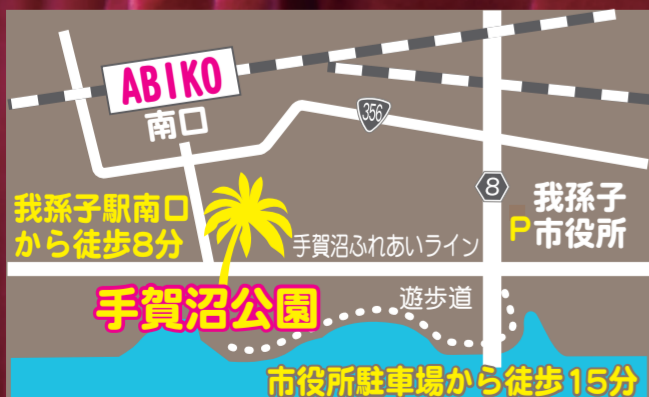 ABIKO
南口
356
8
我孫子
P市役所
我孫子駅南口
から徒歩8分
手賀沼ふれあいライン
手賀沼公園
遊歩道
市役所駐車場から徒歩15分